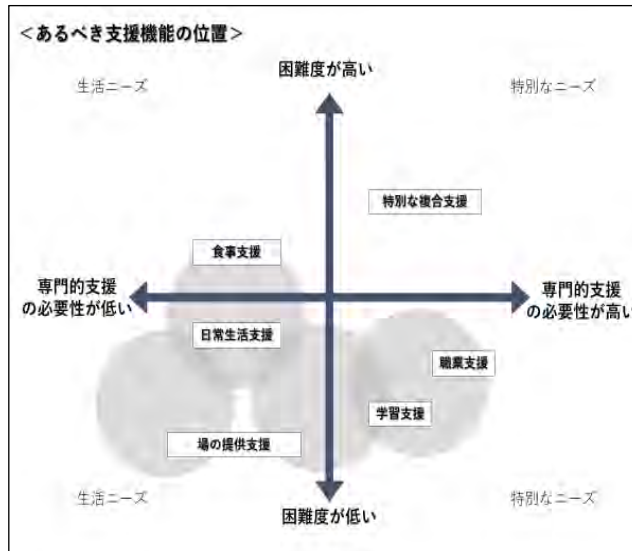 ＜あるべき支援機能の位置＞
困難度が高い
生活ニーズ
特別なニーズ
特別な複合支援
食事支援
専門的支援
の必要性が低い
専門的支援
の必要性が高い
日常生活支援
職業支援
学習支援
場の提供支援
生活ニーズ
特別なニーズ
困難度が低い